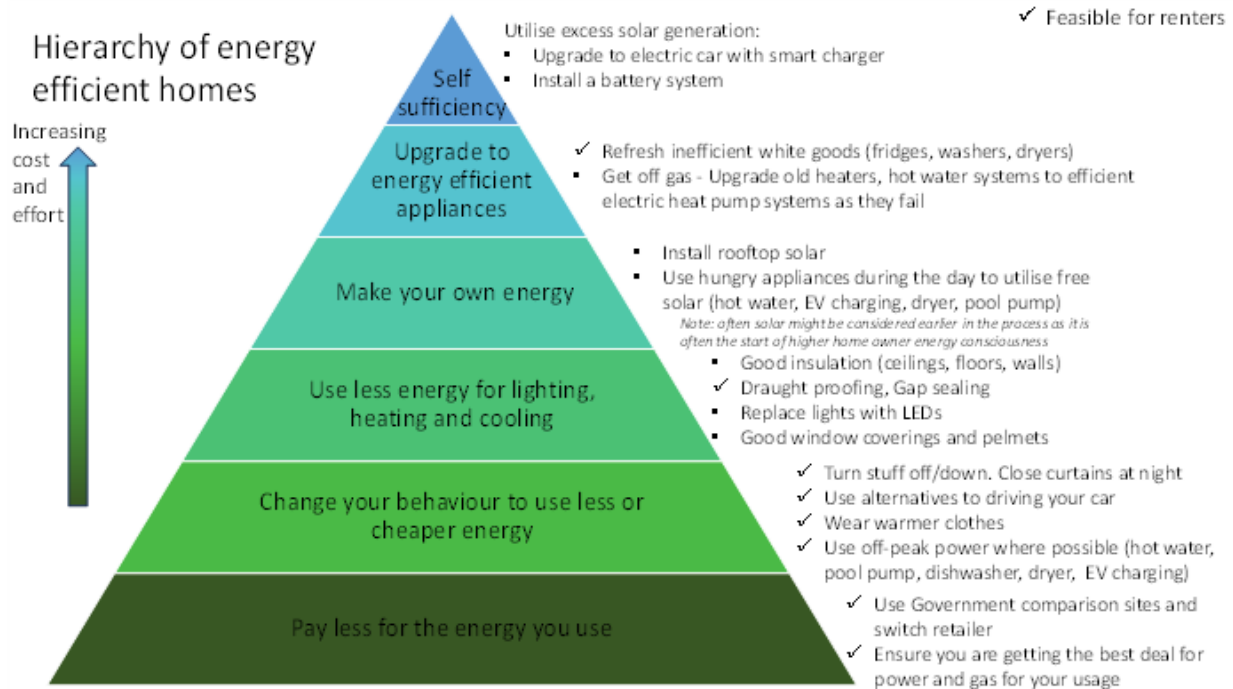 ✓ Feasible for renters
Hierarchy of energy
efficient homes
Increasing
cost
and
effort
Self
sufficiency
Utilise excess solar generation:
▪ Upgrade to electric car with smart charger
▪ Install a battery system
Upgrade to
energy efficient
appliances
✓ Refresh inefficient white goods (fridges, washers, dryers)
▪ Get off gas - Upgrade old heaters, hot water systems to efficient
electric heat pump systems as they fail
Make your own energy
▪ Install rooftop solar
▪ Use hungry appliances during the day to utilise free
solar (hot water, EV charging, dryer, pool pump)
Note: often solar might be considered earlier in the process as it is
often the start of higher home owner energy consciousness
Use less energy for lighting,
heating and cooling
▪ Good insulation (ceilings, floors, walls)
✓ Draught proofing, Gap sealing
▪ Replace lights with LEDs
▪ Good window coverings and pelmets
Change your behaviour to use less or
cheaper energy
✓ Turn stuff off/down. Close curtains at night
✓ Use alternatives to driving your car
✓ Wear warmer clothes
✓ Use off-peak power where possible (hot water,
pool pump, dishwasher, dryer, EV charging)
Pay less for the energy you use
✓ Use Government comparison sites and
switch retailer
✓ Ensure you are getting the best deal for
power and gas for your usage